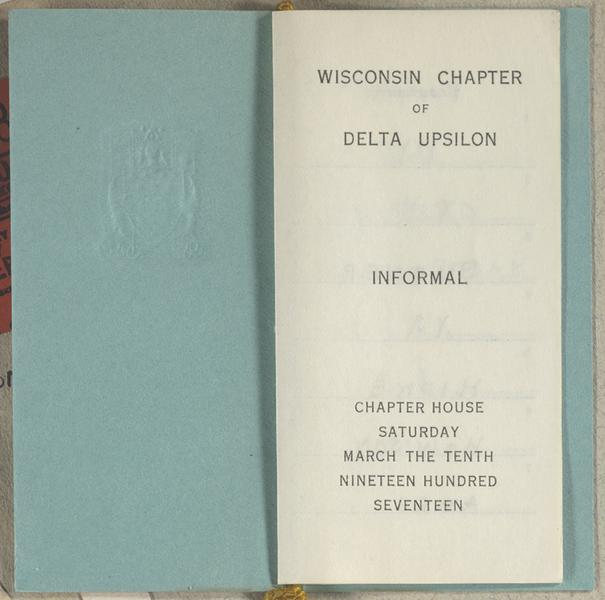 WISCONSIN CHAPTER
OF
DELTA UPSILON
INFORMAL
CHAPTER HOUSE
SATURDAY
MARCH THE TENTH
NINETEEN HUNDRED
SEVENTEEN